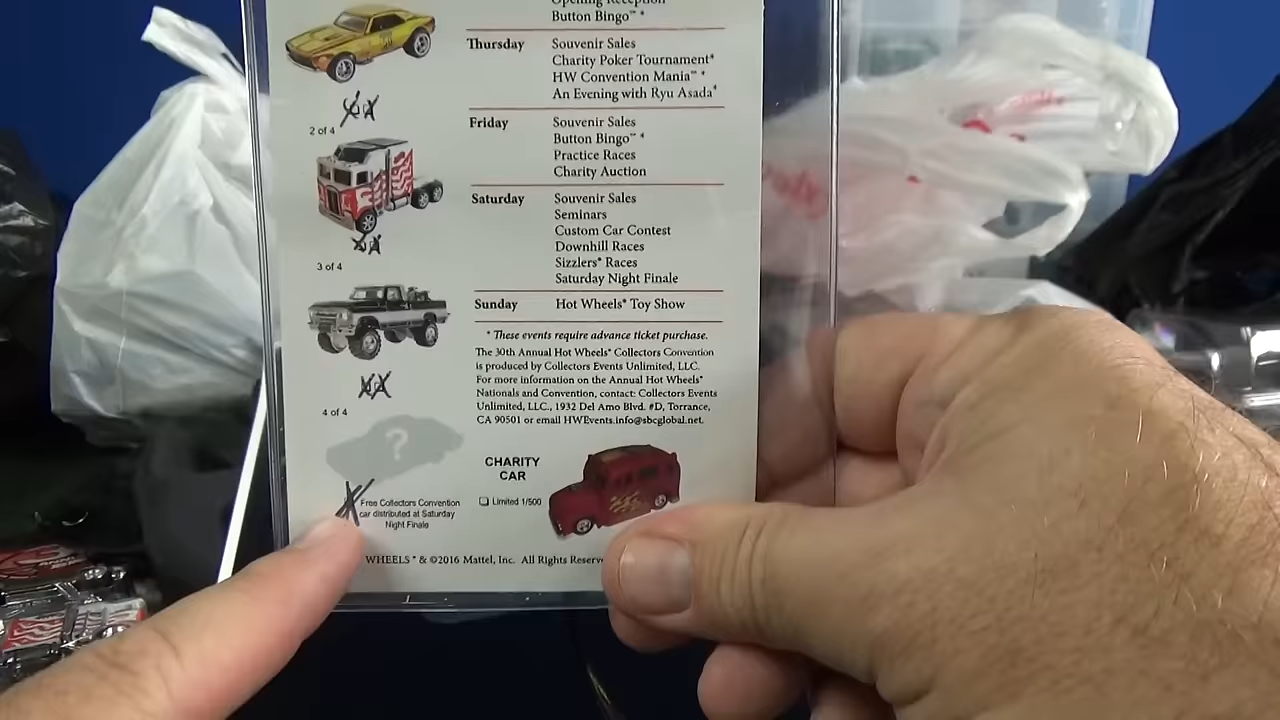 Opening Reception
Button Bingo™ *
Thursday
Souvenir Sales
Charity Poker Tournament*
HW Convention Mania™ *
An Evening with Ryu Asada*
2 of 4
Friday
Souvenir Sales
Button Bingo™ *
Practice Races
Charity Auction
Saturday
Souvenir Sales
Seminars
Custom Car Contest
Downhill Races
Sizzlers® Races
Saturday Night Finale
3 of 4
Sunday
Hot Wheels® Toy Show
* These events require advance ticket purchase.
The 30th Annual Hot Wheels® Collectors Convention
is produced by Collectors Events Unlimited, LLC.
For more information on the Annual Hot Wheels®
Nationals and Convention, contact: Collectors Events
Unlimited, LLC., 1932 Del Amo Blvd. #D, Torrance,
CA 90501 or email HWEvents.info@sbcglobal.net.
4 of 4
?
Free Collectors Convention
car distributed at Saturday
Night Finale
CHARITY
CAR
Limited 1/500
WHEELS® & ©2016 Mattel, Inc. All Rights Reserve